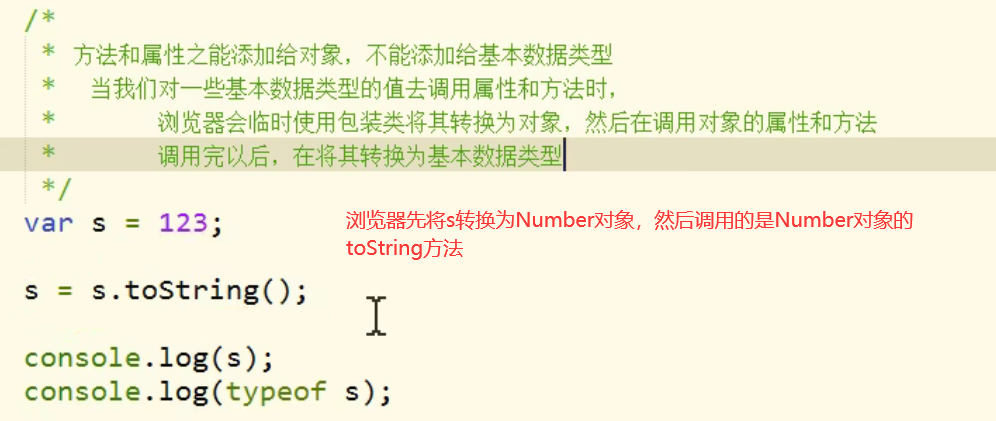 /*
* 方法和属性之能添加给对象，不能添加给基本数据类型
* 当我们对一些基本数据类型的值去调用属性和方法时，
* 浏览器会临时使用包装类将其转换为对象，然后在调用对象的属性和方法
* 调用完以后，在将其转换为基本数据类型
*/
var s = 123;
浏览器先将s转换为Number对象，然后调用的是Number对象的
toString方法
s = s.toString();
console.log(s);
console.log(typeof s);